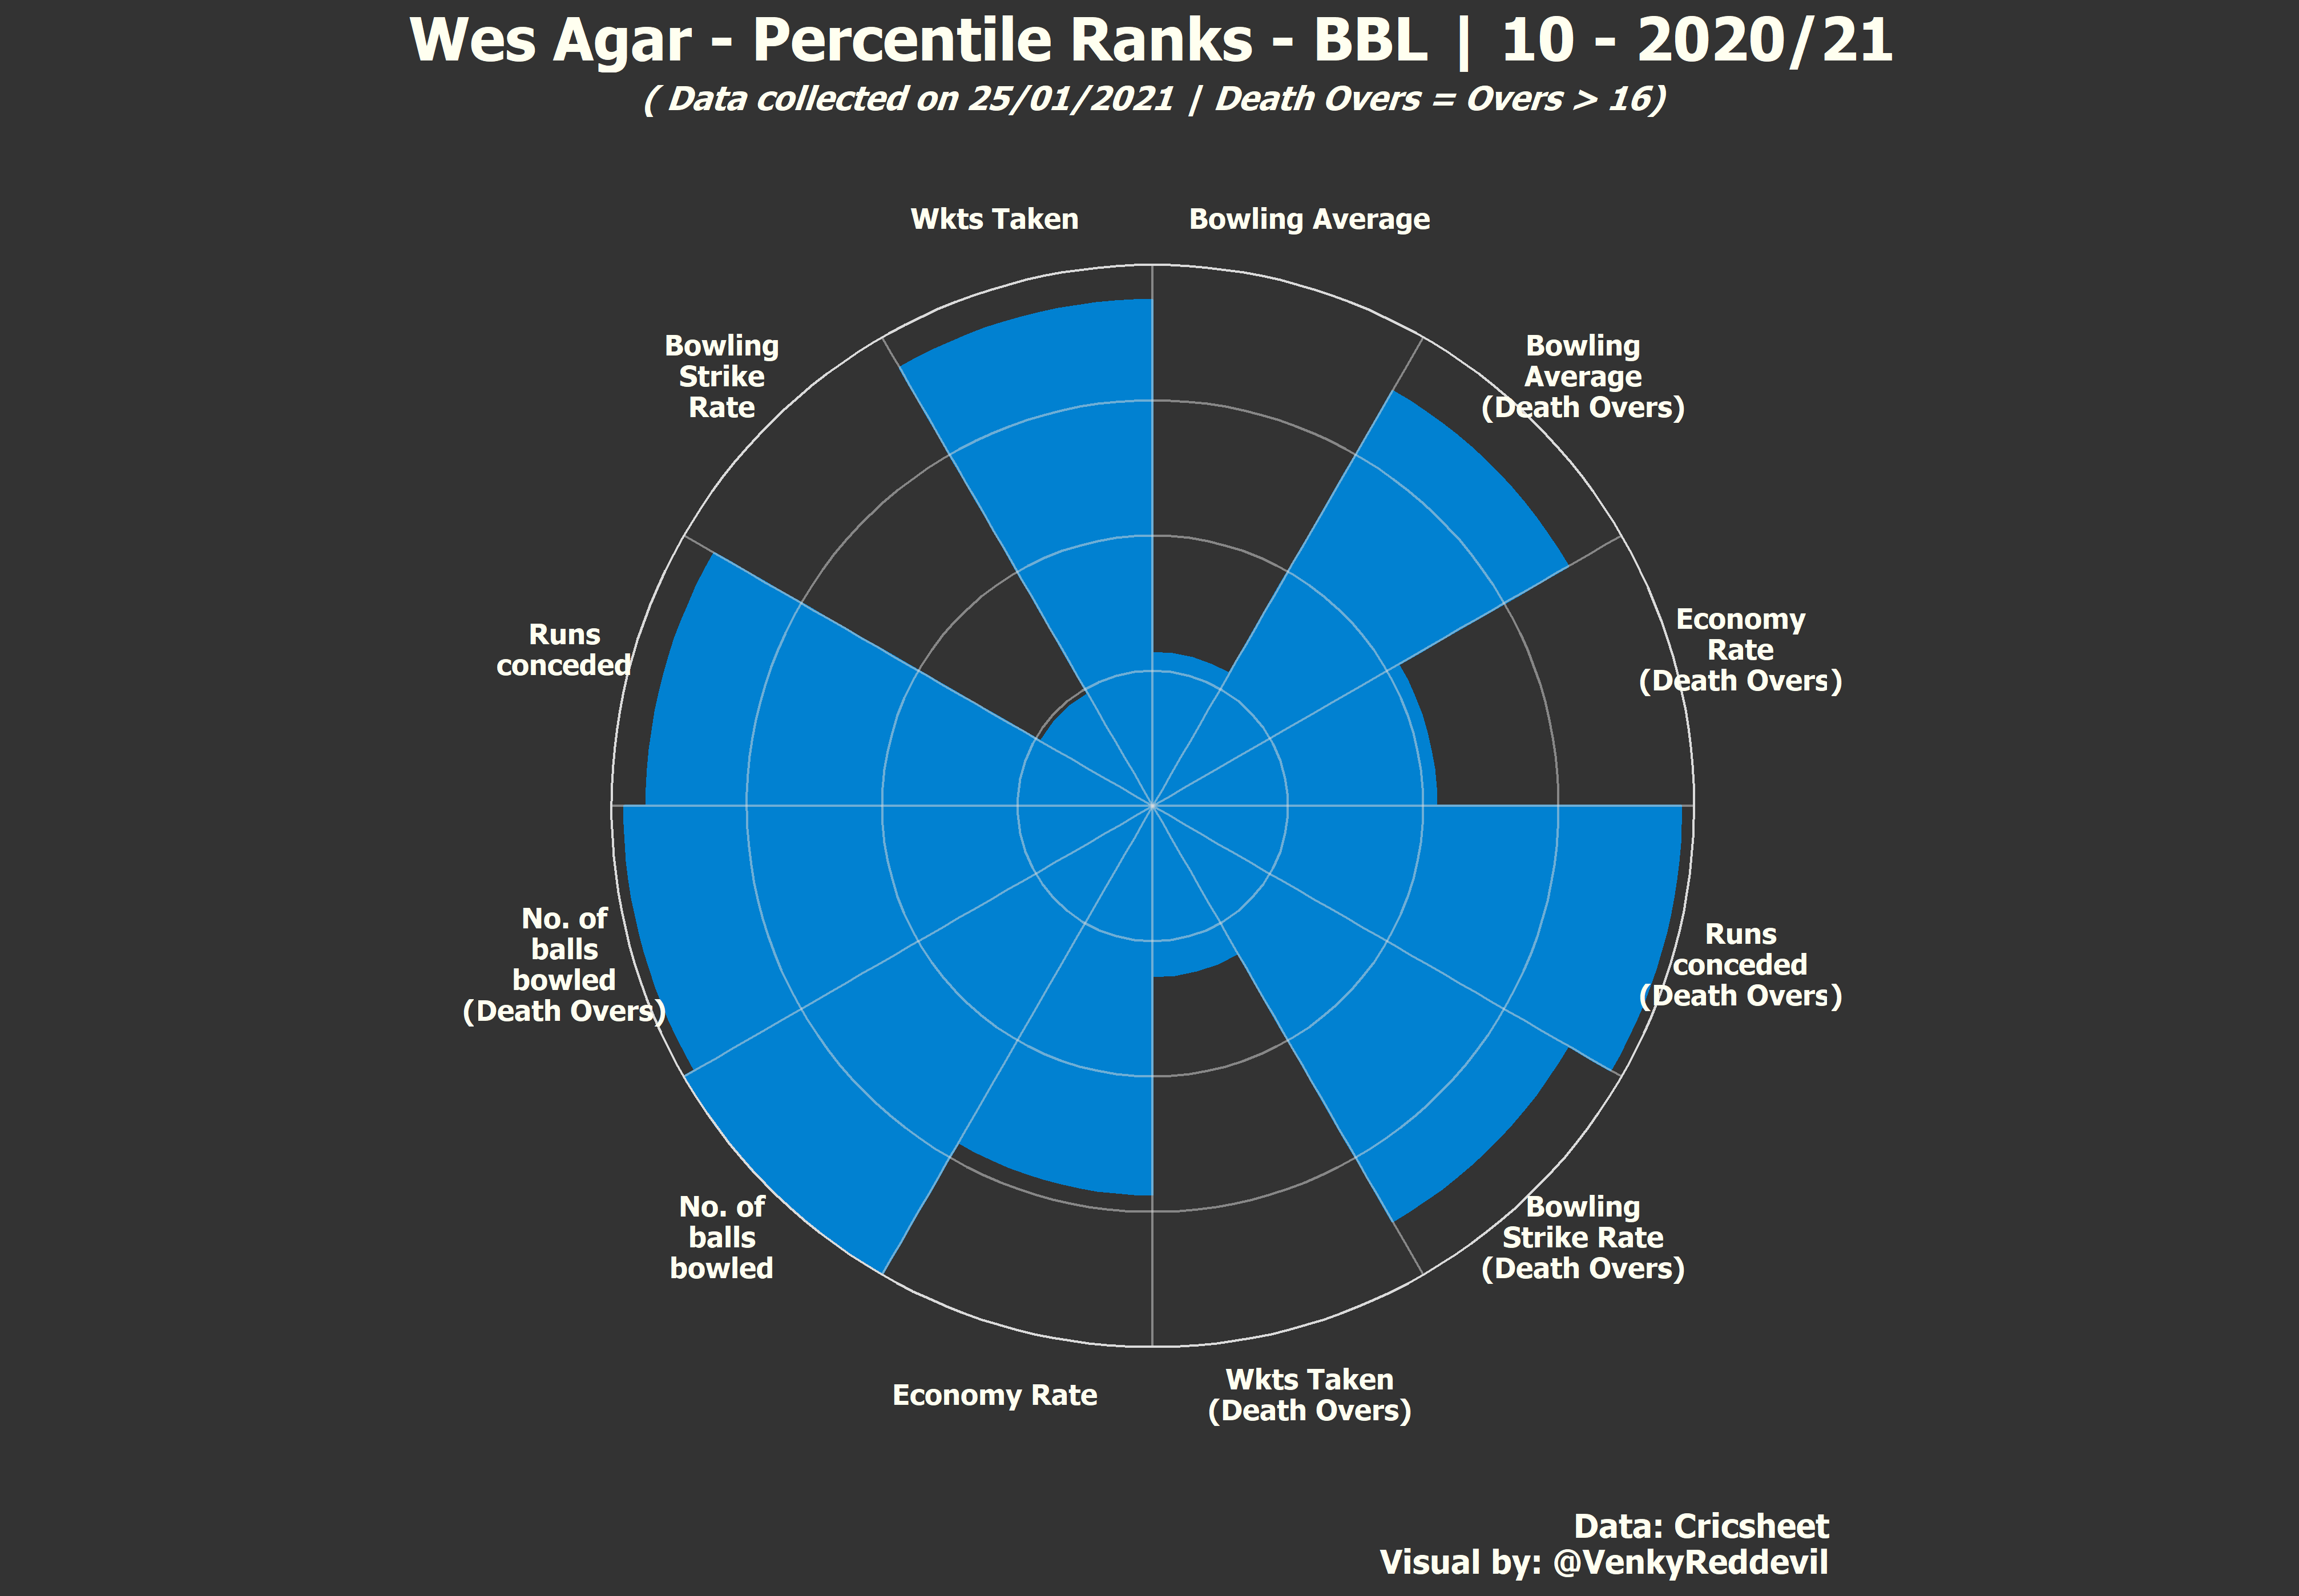 Wes Agar - Percentile Ranks - BBL | 10 - 2020/21
( Data collected on 25/01/2021 | Death Overs = Overs > 16)
Wkts Taken
Bowling Average
Bowling
Strike
Rate
Bowling
Average
(Death Overs)
Runs
conceded
Economy
Rate
(Death Overs)
No. of
balls
bowled
(Death Overs)
Runs
conceded
(Death Overs)
No. of
balls
bowled
Bowling
Strike Rate
(Death Overs)
Economy Rate
Wkts Taken
(Death Overs)
Data: Cricsheet
Visual by: @VenkyReddevil